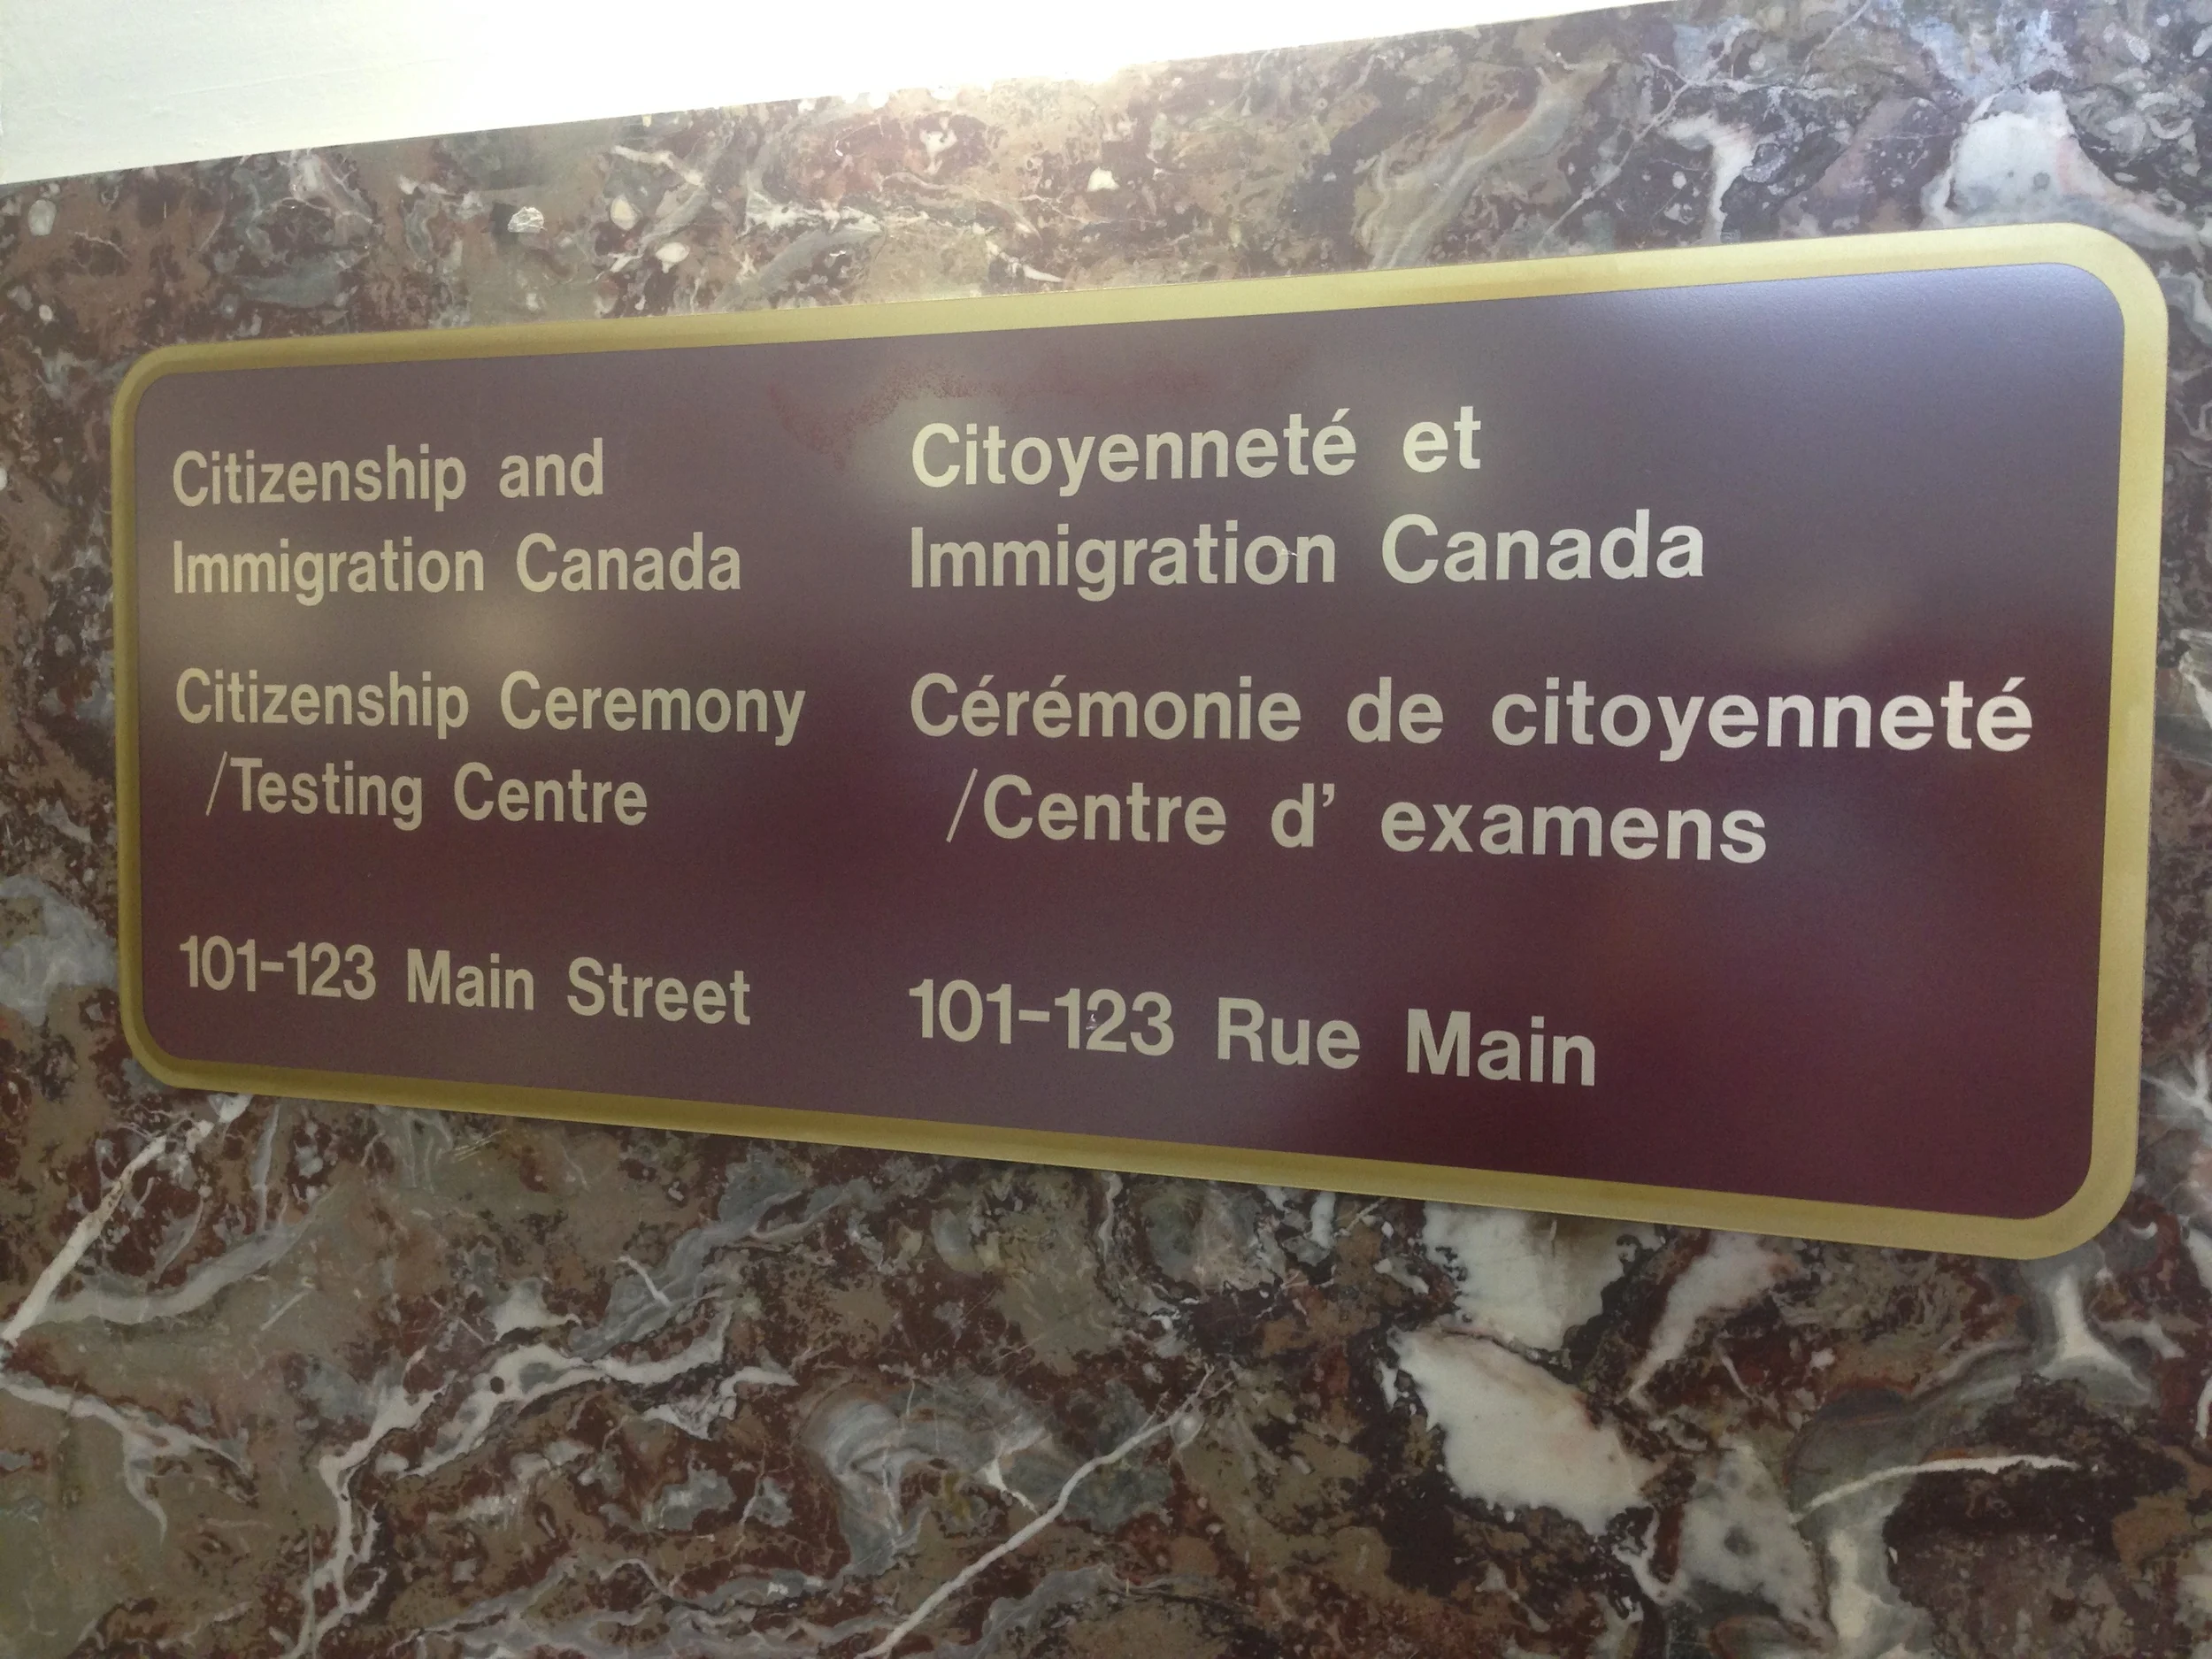 Citizenship and
Immigration Canada
Citizenship Ceremony
/Testing Centre
101-123 Main Street
Citoyenneté et
Immigration Canada
Cérémonie de citoyenneté
/Centre d' examens
101-123 Rue Main